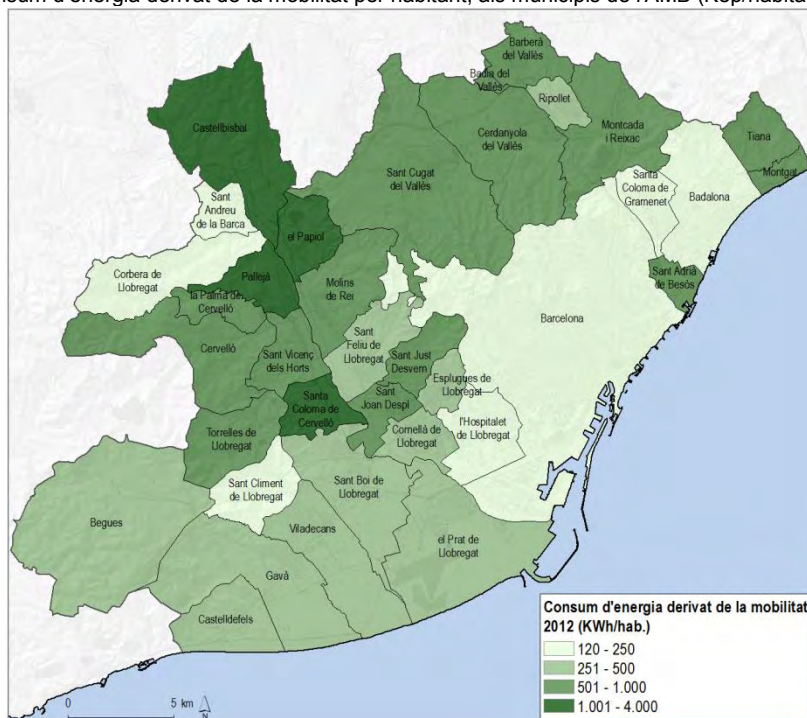 sum d'energia derivat de la mobilitat per habitant, als municipis de l'AMB (Kep/habita
Barberà
del Vallès
Badia del
Vallès
Ripollet
Castellbisbal
Cerdanyola
del Vallès
Montcada
i Reixac
Tiana
Montgat
Sant Cugat
del Vallès
Santa
Coloma de
Gramenet
Badalona
Sant
Andreu
de la Barca
el Papiol
Corbera de
Llobregat
Pallejà
Molins
de Rei
Sant Adrià
de Besòs
la Palma de
Cervelló
Barcelona
Cervelló
Sant Vicenç
dels Horts
Sant
Feliu de
Llobregat
Sant Just
Desvern
Esplugues de
Llobregat
Santa
Coloma de
Cervelló
Sant
Joan Despí
l'Hospitalet
de Llobregat
Torrelles de
Llobregat
Cornellà de
Llobregat
Sant Climent
de Llobregat
Sant Boi de
Llobregat
Begues
Viladecans
el Prat de
Llobregat
Gavà
Castelldefels
Consum d'energia derivat de la mobilitat
2012 (KWh/hab.)
120 - 250
251 - 500
501 - 1.000
1.001 - 4.000
0 5 km
N